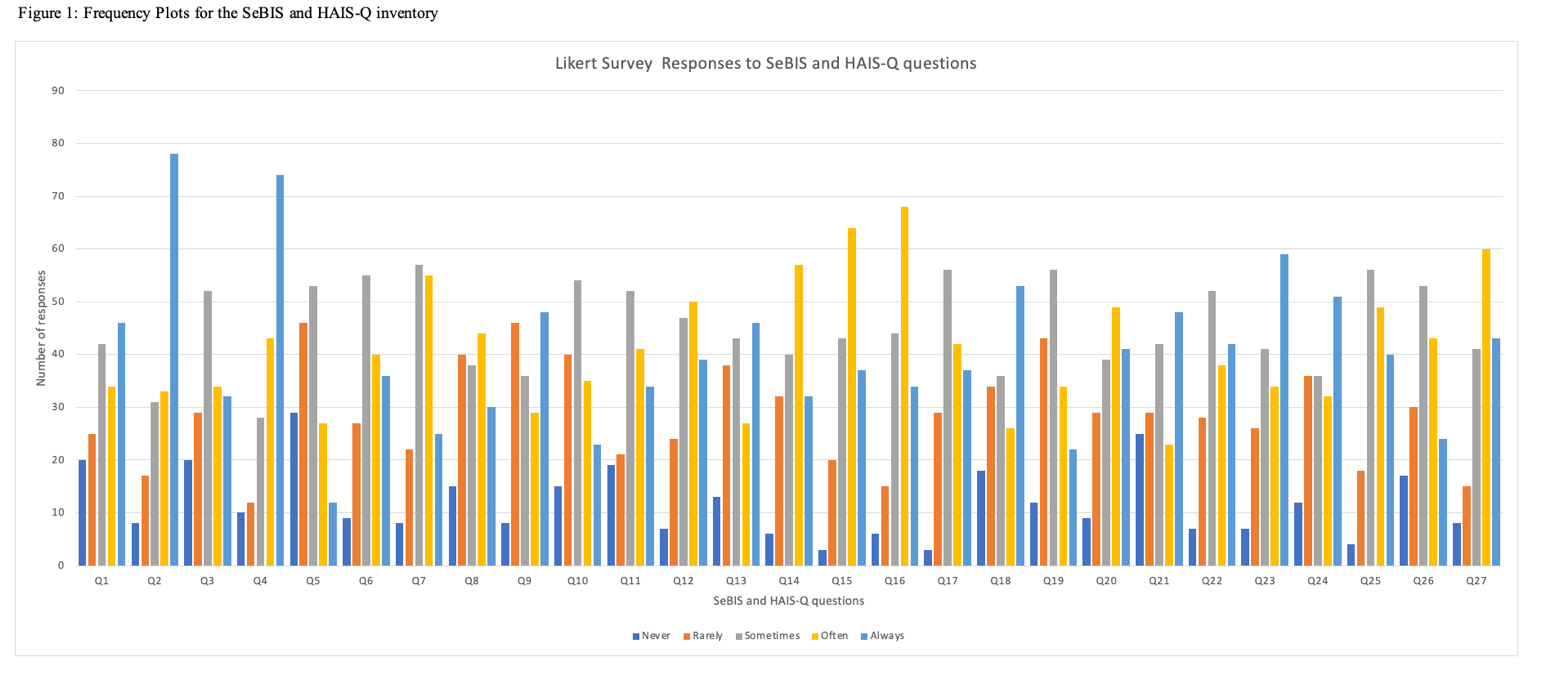 Figure 1: Frequency Plots for the SeBIS and HAIS-Q inventory
Likert Survey Responses to SeBIS and HAIS-Q questions
90
80
70
60
50
40
30
20
10
0
Number of responses
Q1 Q2 Q3 Q4 Q5 Q6 Q7 Q8 Q9 Q10 Q11 Q12 Q13 Q14 Q15 Q16 Q17 Q18 Q19 Q20 Q21 Q22 Q23 Q24 Q25 Q26 Q27
SeBIS and HAIS-Q questions
Never Rarely Sometimes Often Always